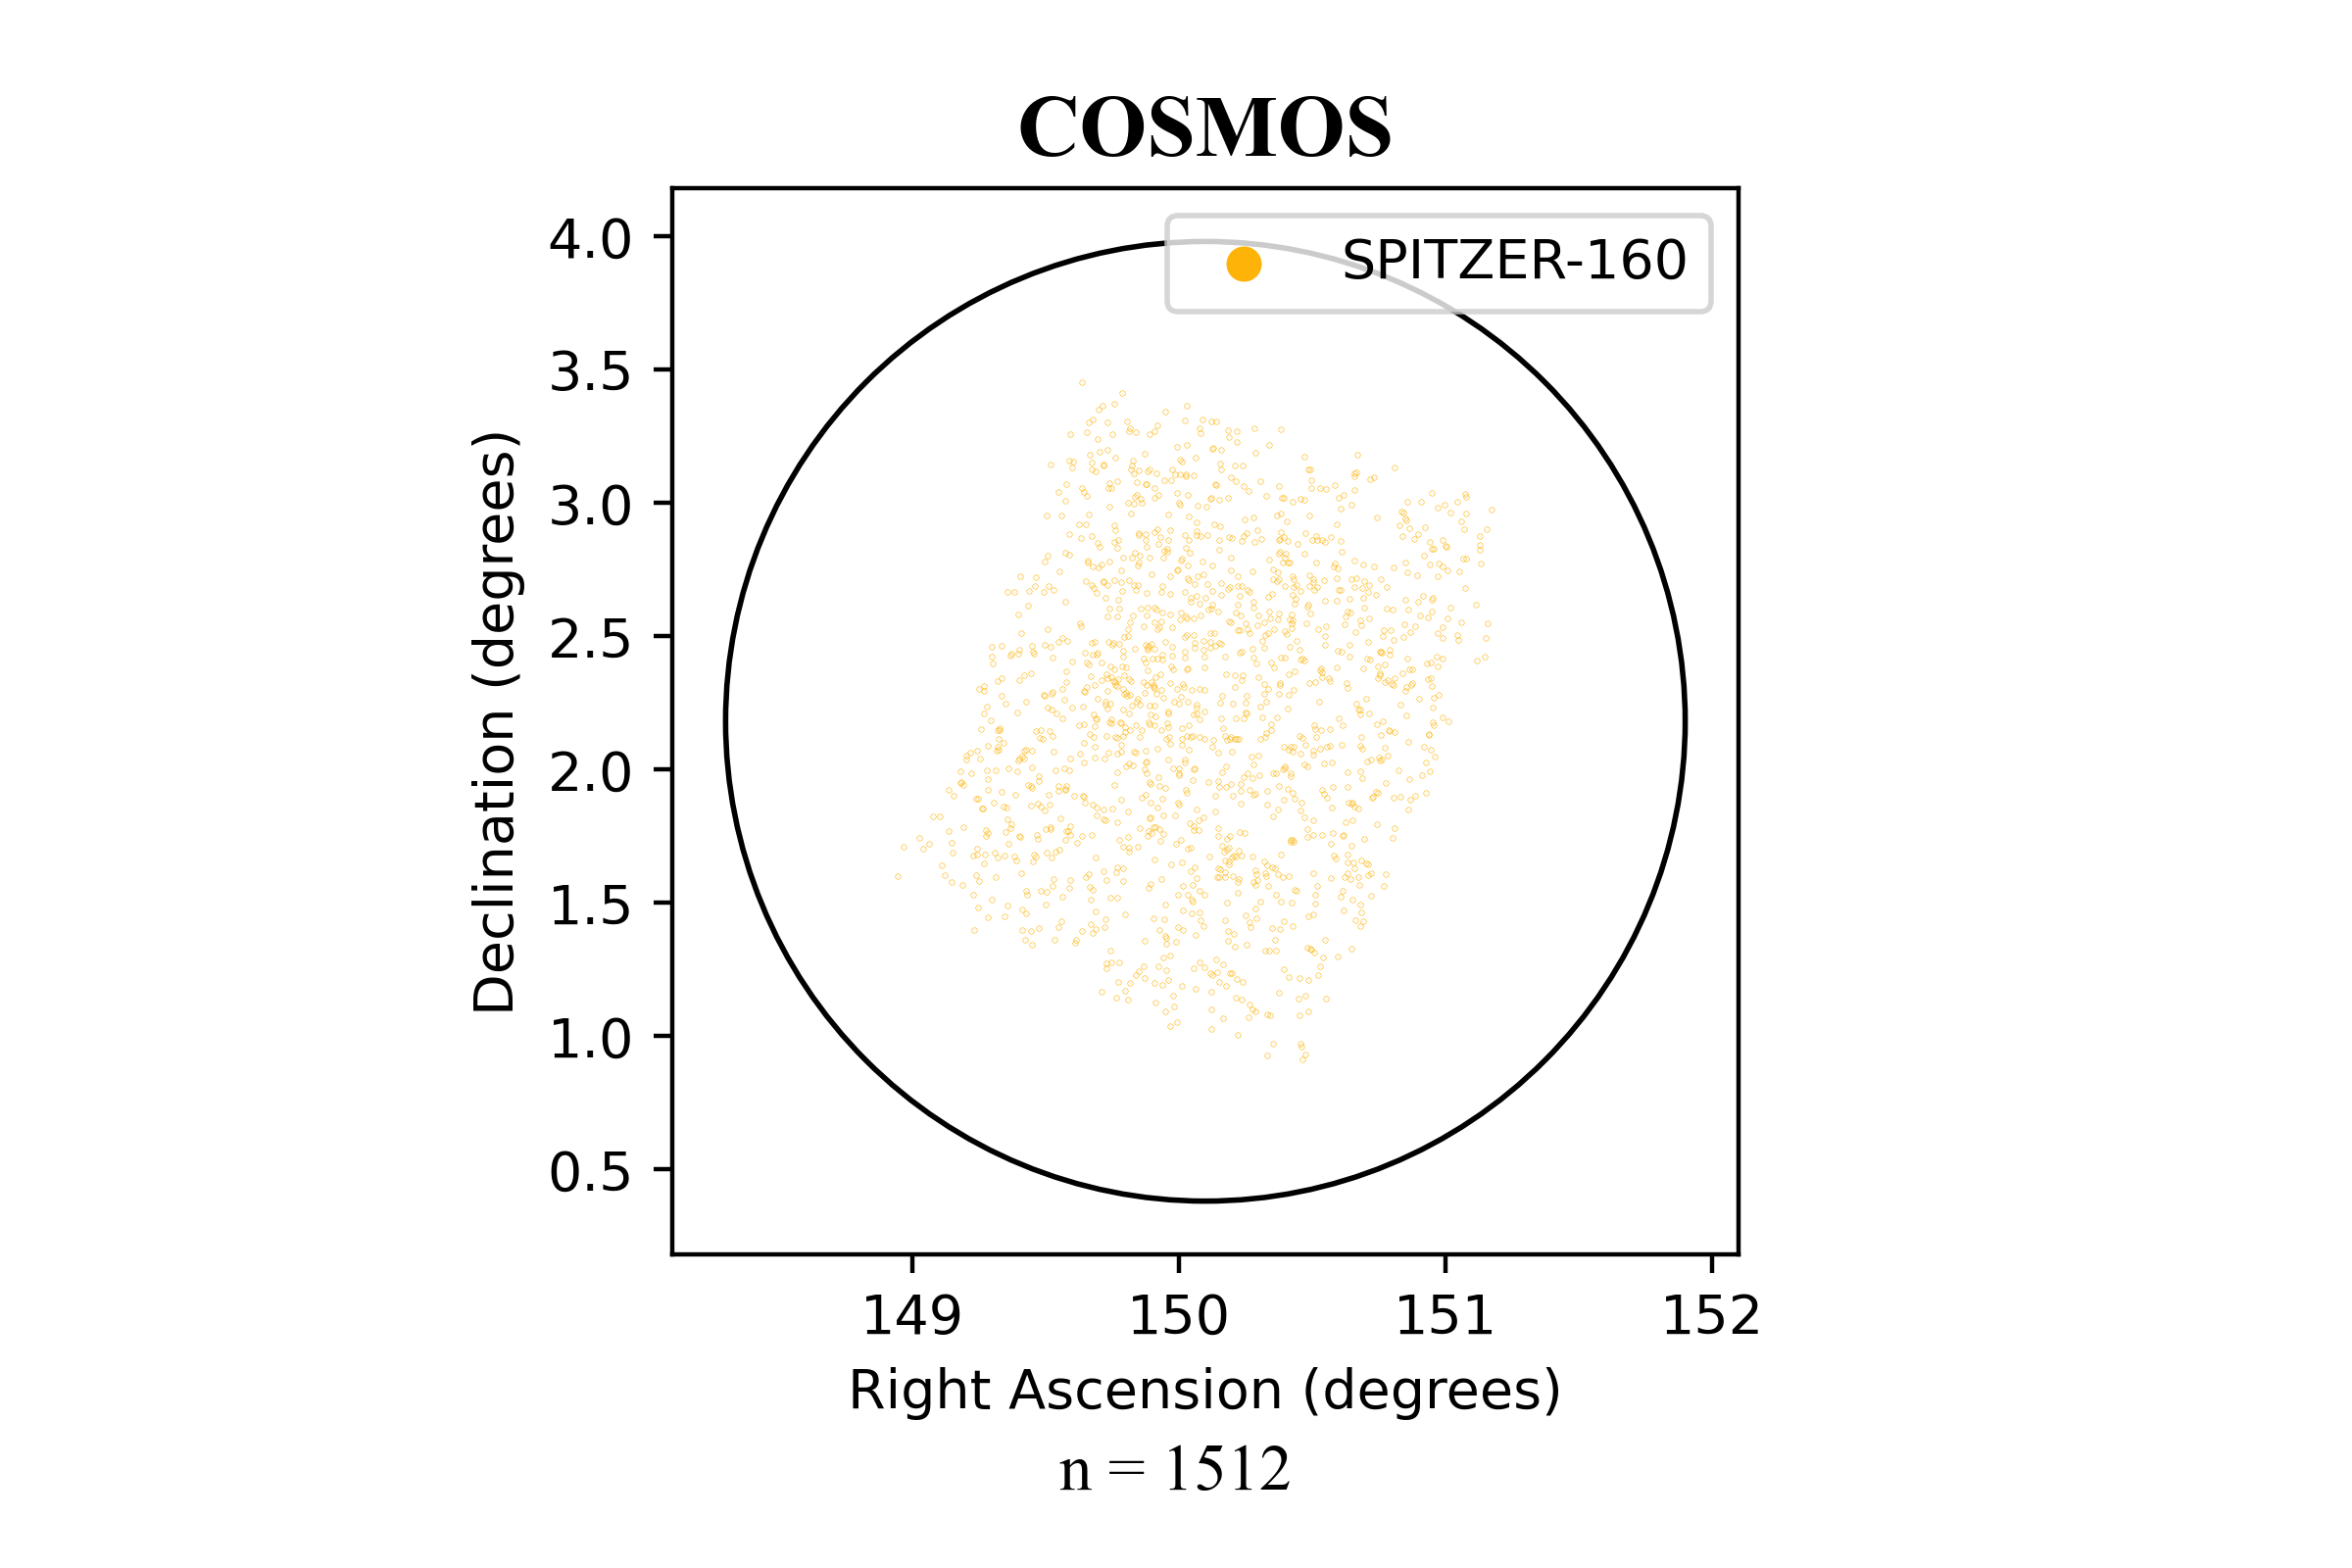 COSMOS
SPITZER-160
4.0
3.5
3.0
2.5
2.0
1.5
1.0
0.5
Declination (degrees)
149 150 151 152
Right Ascension (degrees)
n = 1512